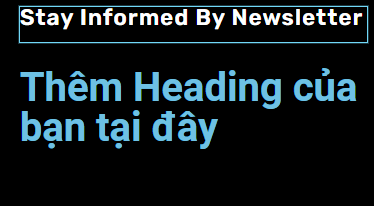 Stay Informed By Newsletter
Thêm Heading của
bạn tại đây